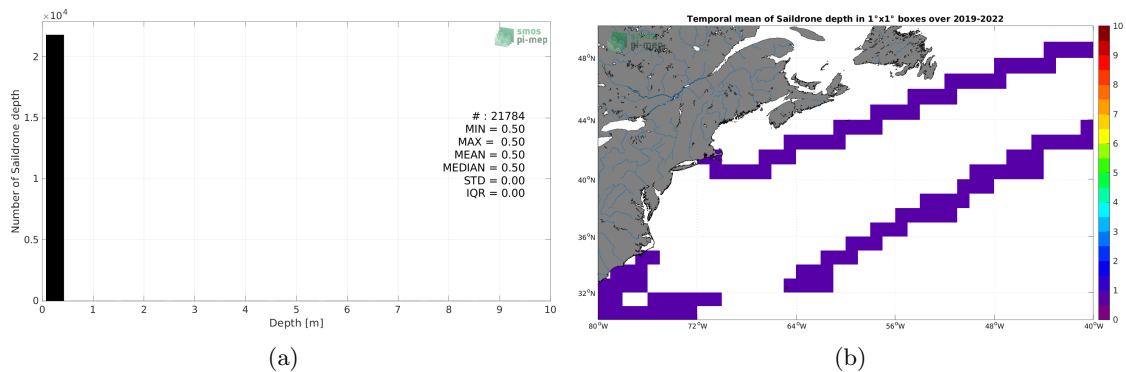 ×10⁴
2
1.5
1
0.5
0
Number of Saildrone depth
smos
pi-mep
# : 21784
MIN = 0.50
MAX = 0.50
MEAN = 0.50
MEDIAN = 0.50
STD = 0.00
IQR = 0.00
0 1 2 3 4 5 6 7 8 9 10
Depth [m]
(a)
Temporal mean of Saildrone depth in 1°x1° boxes over 2019-2022
smos
pi-mep
48°N
44°N
40°N
36°N
32°N
80°W 72°W 64°W 56°W 48°W 40°W
10
9
8
7
6
5
4
3
2
1
0
(b)